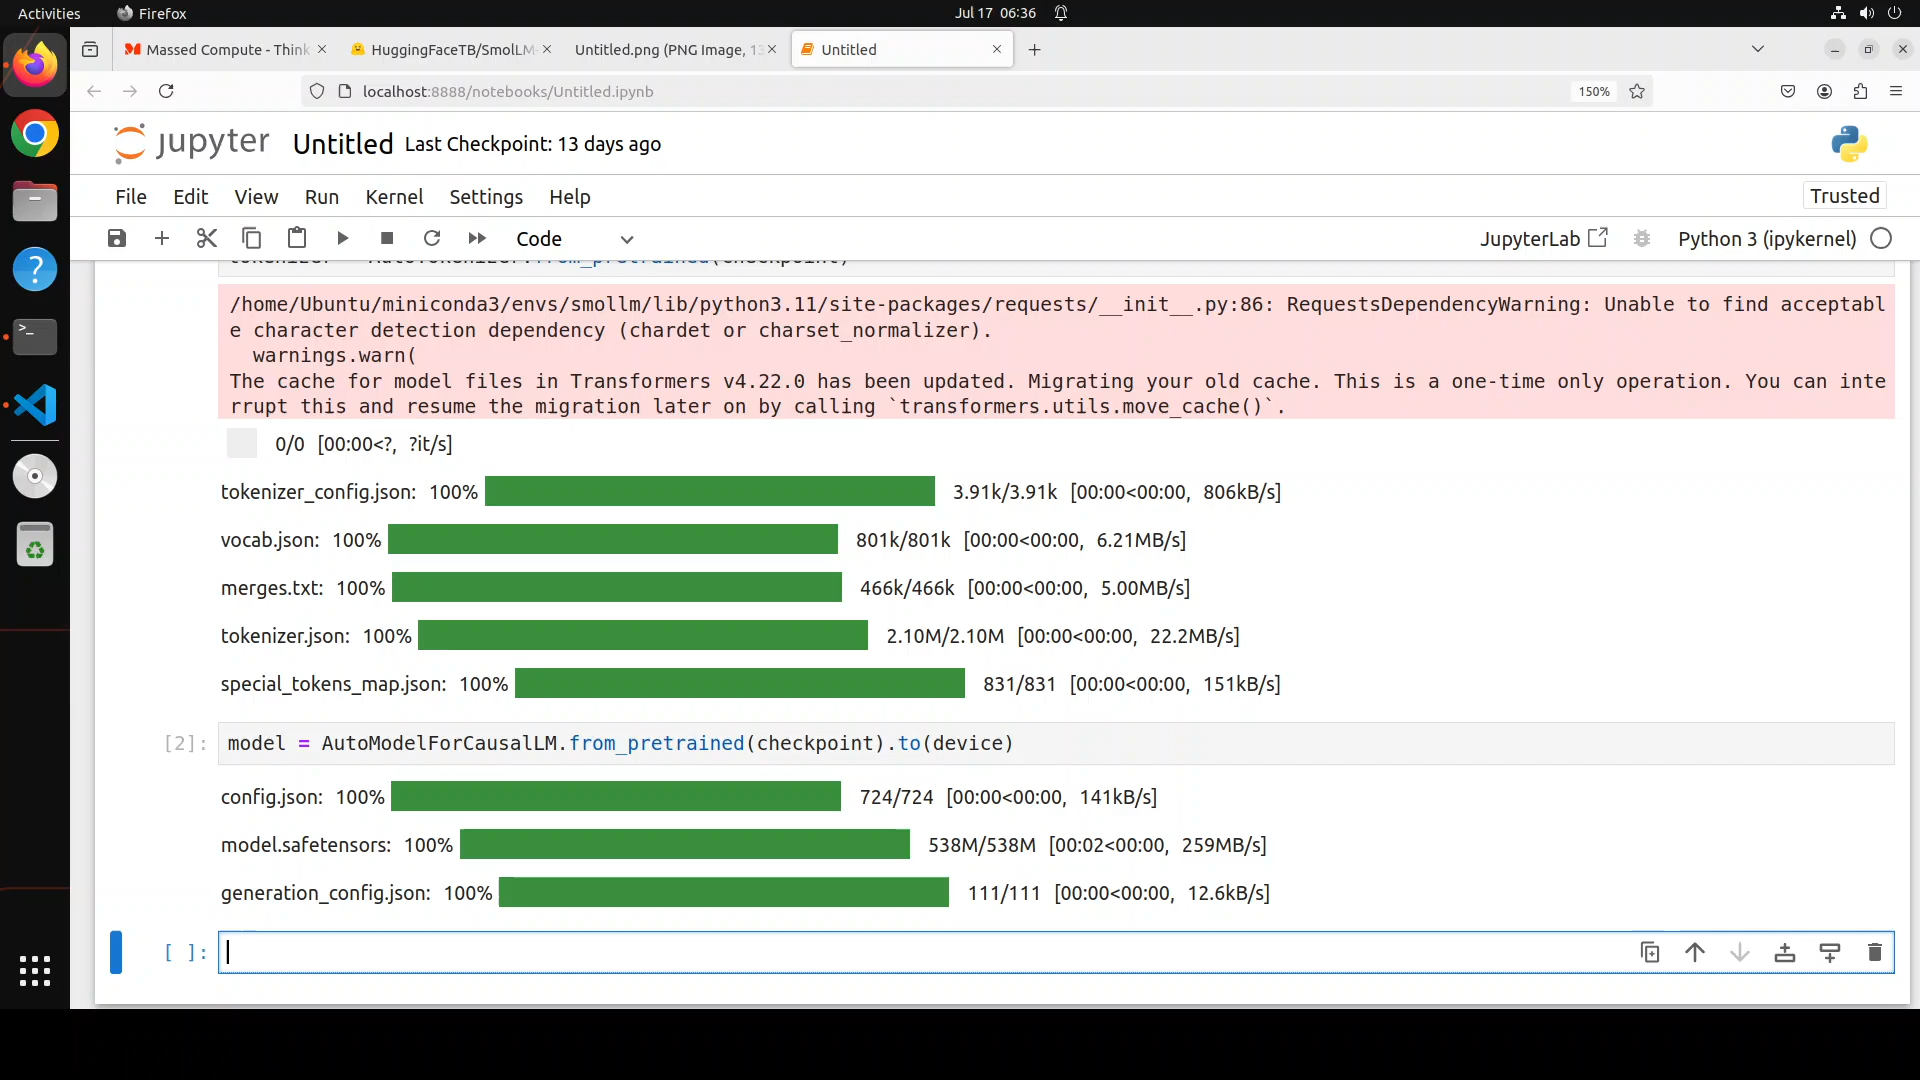 Activities
Firefox
Jul 17 06:36
Massed Compute - Think
HuggingFaceTB/SmolLM-
Untitled.png (PNG Image, 13
Untitled
localhost:8888/notebooks/Untitled.ipynb
150%
jupyter
Untitled
Last Checkpoint: 13 days ago
File
Edit
View
Run
Kernel
Settings
Help
Trusted
Code
JupyterLab
Python 3 (ipykernel)
tokenizer = AutoTokenizer.from_pretrained(checkpoint)
/home/Ubuntu/miniconda3/envs/smollm/lib/python3.11/site-packages/requests/__init__.py:86: RequestsDependencyWarning: Unable to find acceptabl
e character detection dependency (chardet or charset_normalizer).
warnings.warn(
The cache for model files in Transformers v4.22.0 has been updated. Migrating your old cache. This is a one-time only operation. You can inte
rrupt this and resume the migration later on by calling `transformers.utils.move_cache()`.
0/0 [00:00<?, ?it/s]
tokenizer_config.json: 100% 3.91k/3.91k [00:00<00:00, 806kB/s]
vocab.json: 100% 801k/801k [00:00<00:00, 6.21MB/s]
merges.txt: 100% 466k/466k [00:00<00:00, 5.00MB/s]
tokenizer.json: 100% 2.10M/2.10M [00:00<00:00, 22.2MB/s]
special_tokens_map.json: 100% 831/831 [00:00<00:00, 151kB/s]
[2]: model = AutoModelForCausalLM.from_pretrained(checkpoint).to(device)
config.json: 100% 724/724 [00:00<00:00, 141kB/s]
model.safetensors: 100% 538M/538M [00:02<00:00, 259MB/s]
generation_config.json: 100% 111/111 [00:00<00:00, 12.6kB/s]
[ ]: